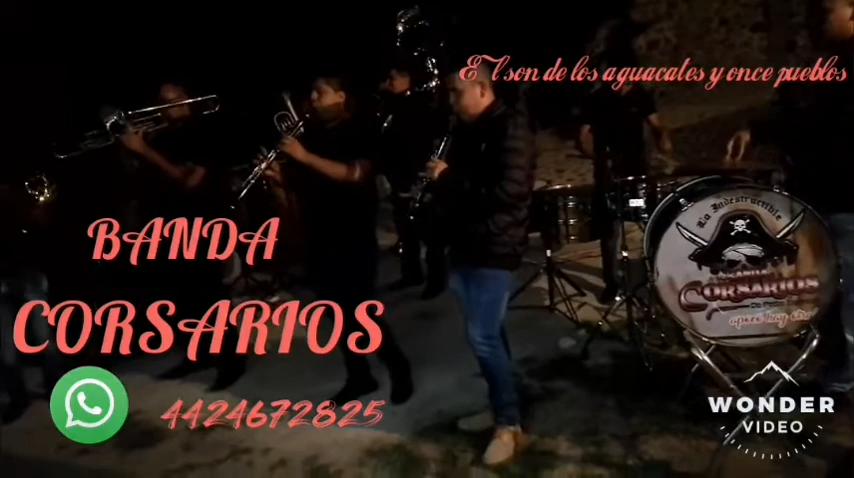 El son de los aguacates y once pueblos
BANDA
CORSARIOS
4424672825
La Indestructible
CORSARIOS
WONDER
VIDEO